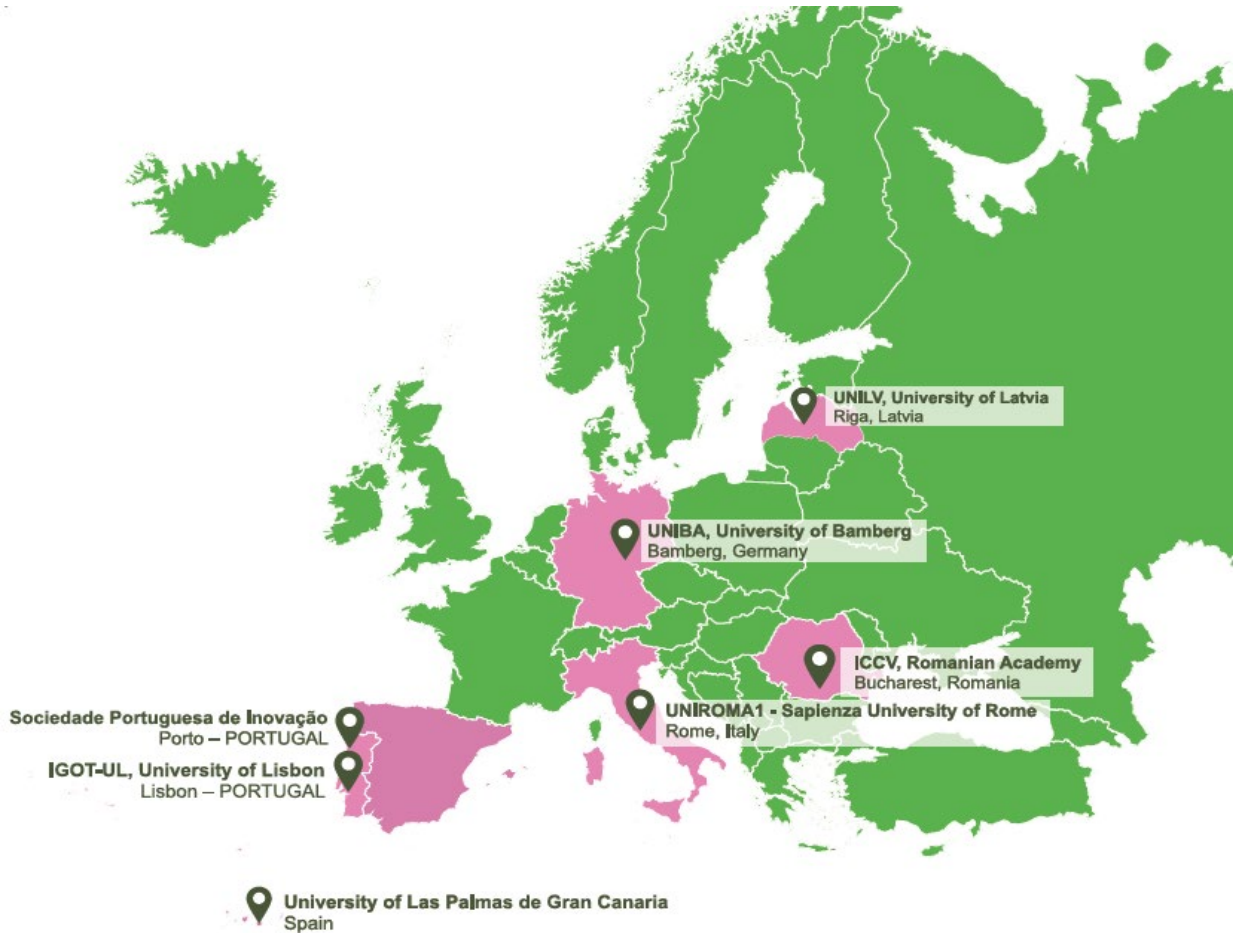 UNILV, University of Latvia
Riga, Latvia
UNIBA, University of Bamberg
Bamberg, Germany
ICCV, Romanian Academy
Bucharest, Romania
UNIROMA1 - Sapienza University of Rome
Rome, Italy
Sociedade Portuguesa de Inovação
Porto – PORTUGAL
IGOT-UL, University of Lisbon
Lisbon – PORTUGAL
University of Las Palmas de Gran Canaria
Spain